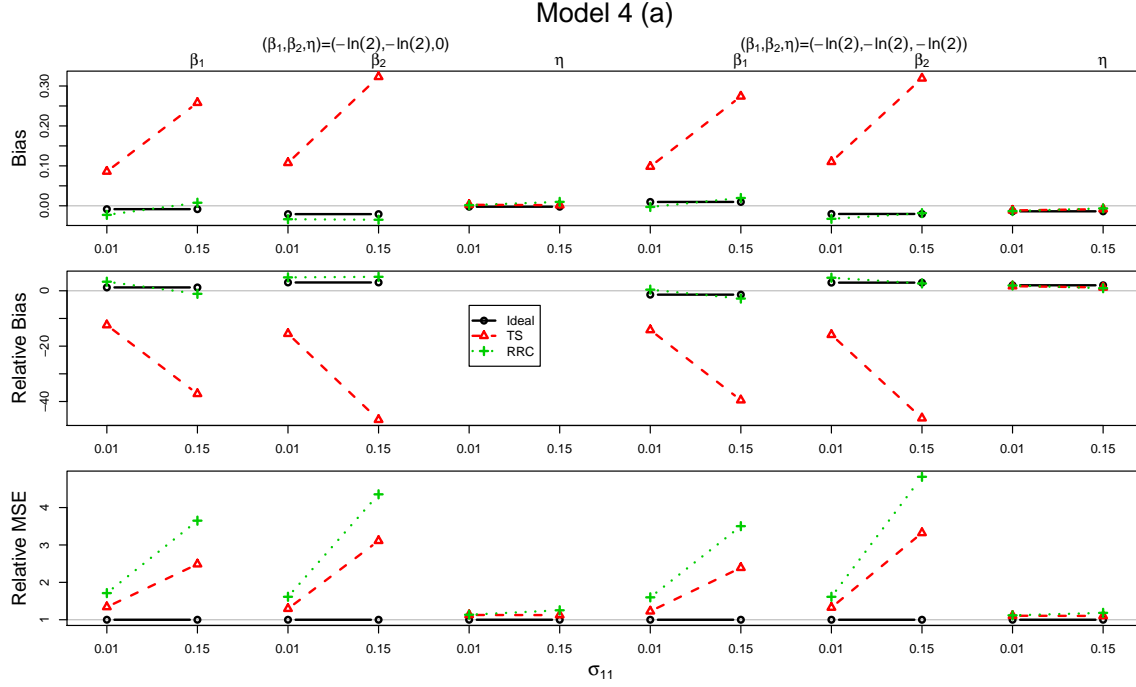 Model 4 (a)
(β₁,β₂,η)=(−ln(2),−ln(2),0) (β₁,β₂,η)=(−ln(2),−ln(2), −ln(2))
β₁ β₂ η β₁ β₂ η
Bias
0.30
0.20
0.10
0.00
0.01 0.15 0.01 0.15 0.01 0.15 0.01 0.15 0.01 0.15 0.01 0.15
Relative Bias
0
−20
−40
Ideal
TS
RRC
0.01 0.15 0.01 0.15 0.01 0.15 0.01 0.15 0.01 0.15 0.01 0.15
Relative MSE
4
3
2
1
0.01 0.15 0.01 0.15 0.01 0.15 0.01 0.15 0.01 0.15 0.01 0.15
σ₁₁